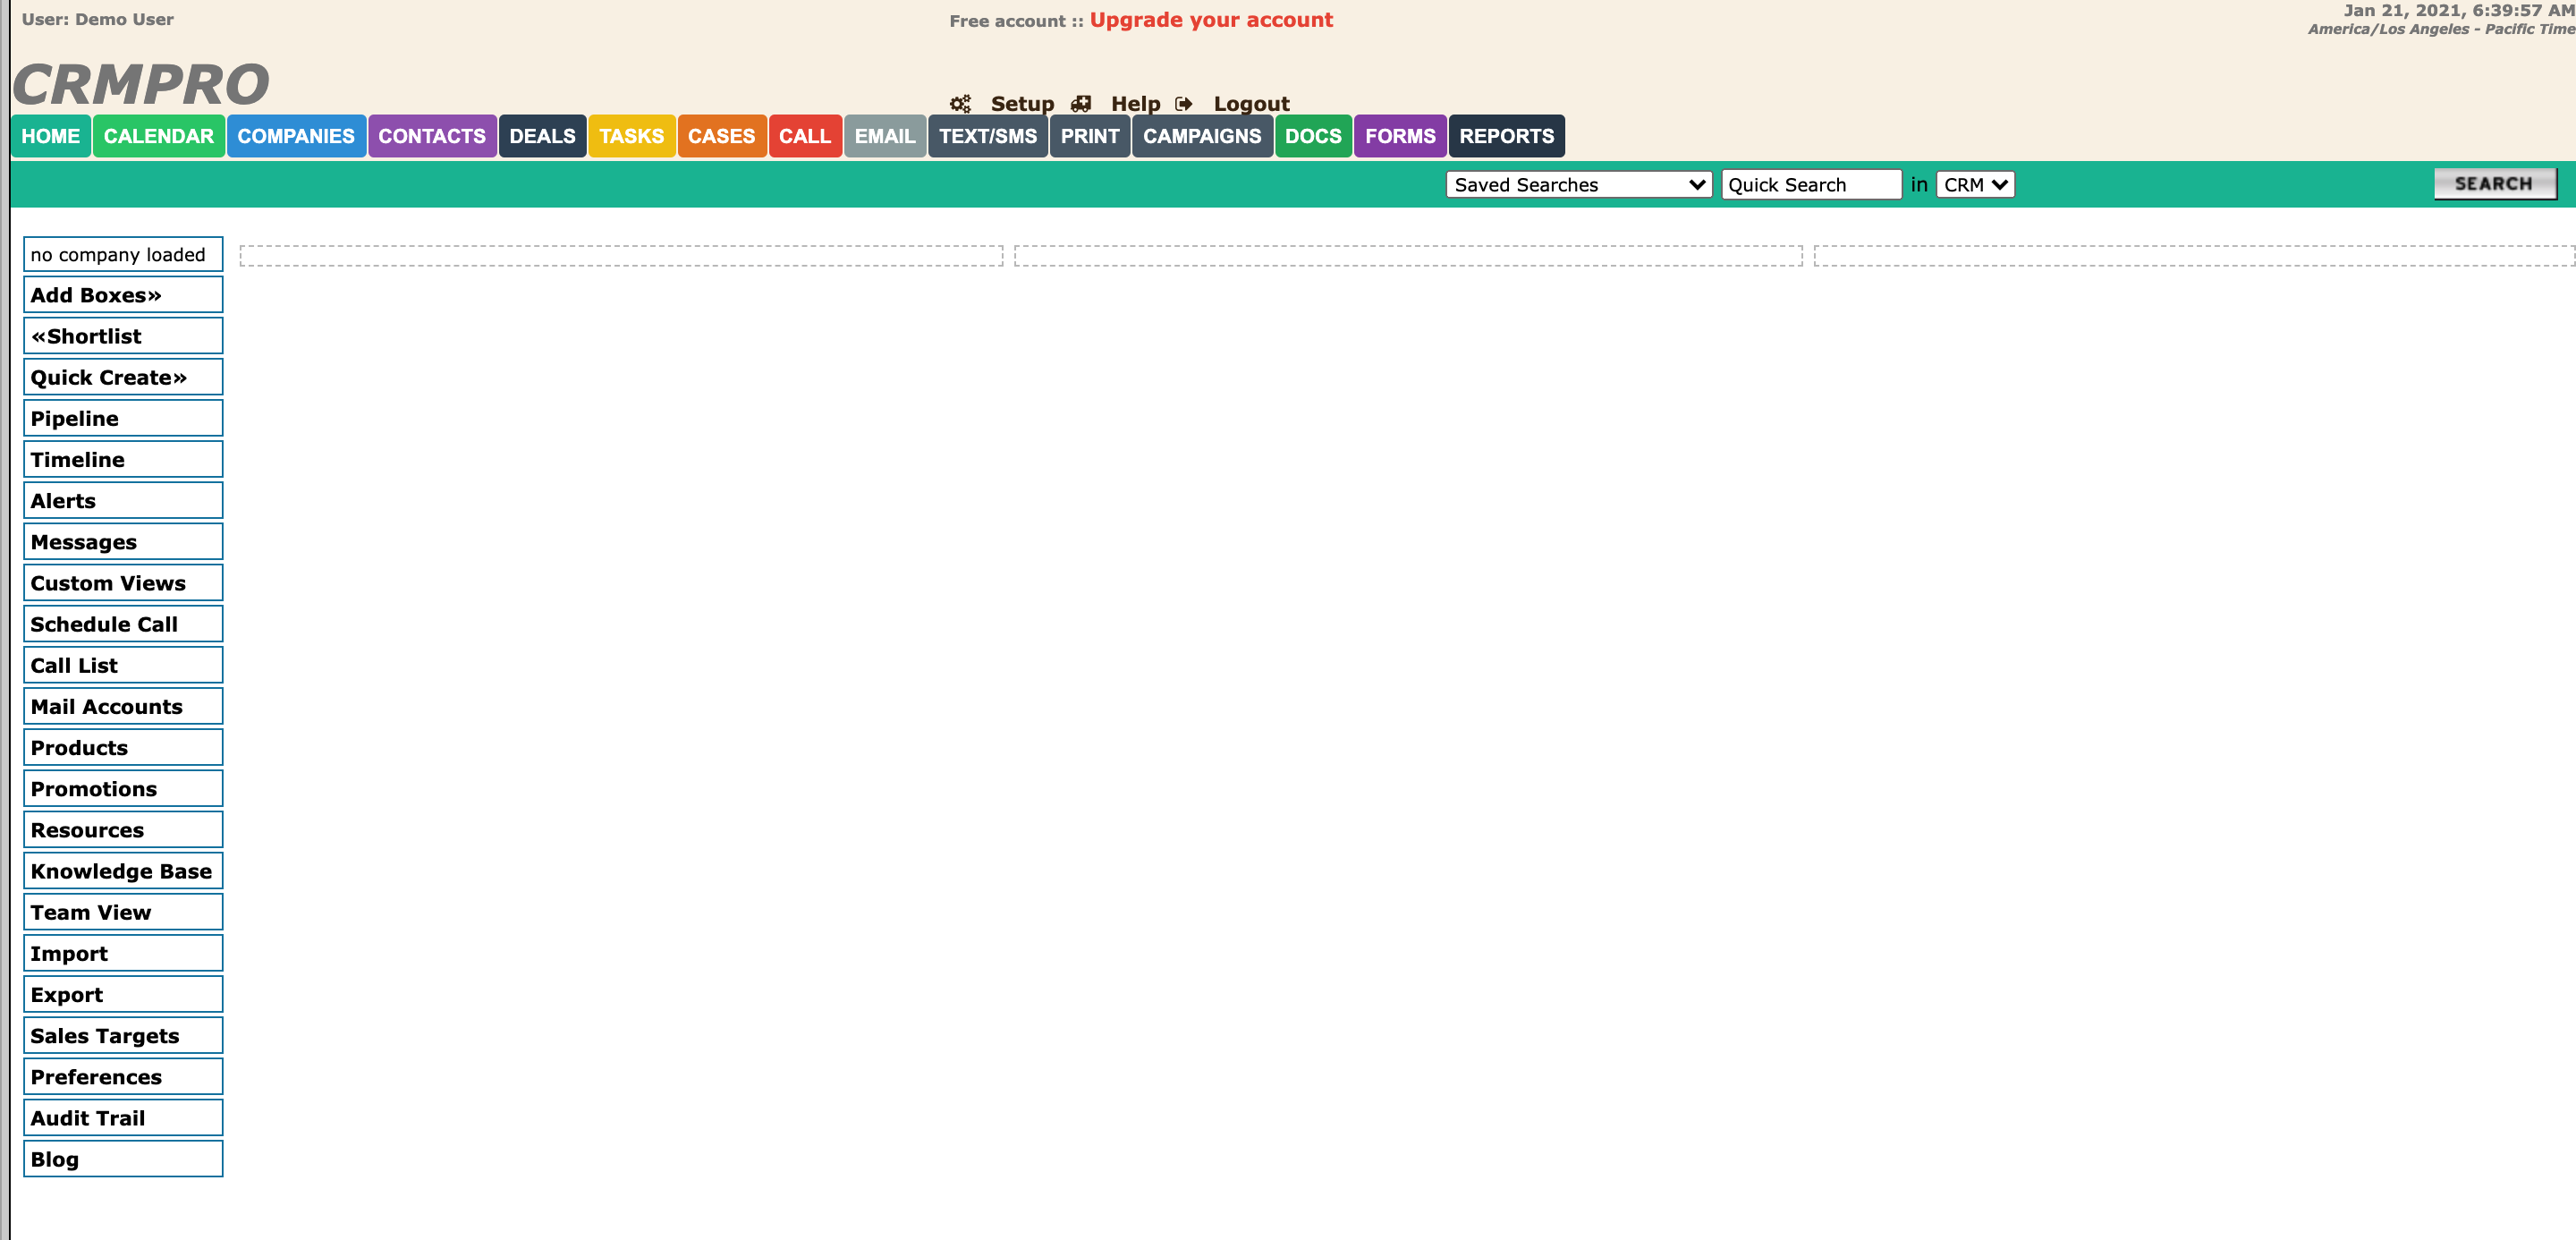 User: Demo User
Free account :: Upgrade your account
Jan 21, 2021, 6:39:57 AM
America/Los Angeles - Pacific Time
CRMPRO
Setup Help Logout
HOME CALENDAR COMPANIES CONTACTS DEALS TASKS CASES CALL EMAIL TEXT/SMS PRINT CAMPAIGNS DOCS FORMS REPORTS
Saved Searches Quick Search in CRM SEARCH
no company loaded
Add Boxes»
«Shortlist
Quick Create»
Pipeline
Timeline
Alerts
Messages
Custom Views
Schedule Call
Call List
Mail Accounts
Products
Promotions
Resources
Knowledge Base
Team View
Import
Export
Sales Targets
Preferences
Audit Trail
Blog